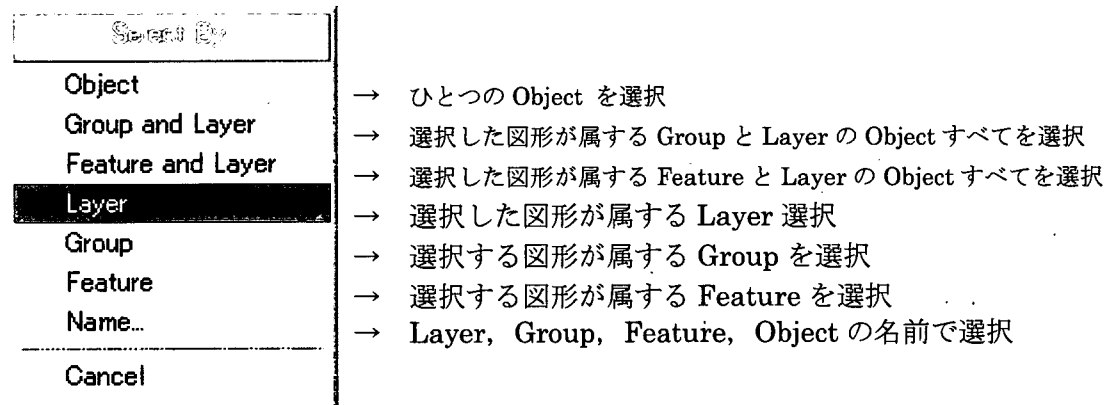 Select By
Object → ひとつの Object を選択
Group and Layer → 選択した図形が属する Group と Layer の Object すべてを選択
Feature and Layer → 選択した図形が属する Feature と Layer の Object すべてを選択
Layer → 選択した図形が属する Layer 選択
Group → 選択する図形が属する Group を選択
Feature → 選択する図形が属する Feature を選択
Name... → Layer, Group, Feature, Object の名前で選択
Cancel